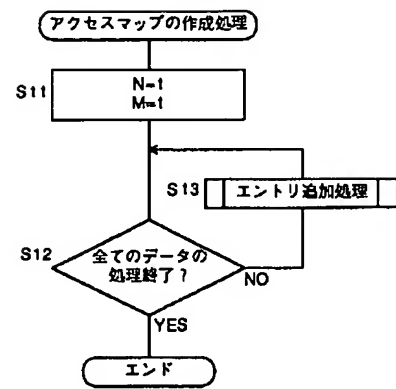 アクセスマップの作成処理
S11
N=t
M=t
S13
エントリ追加処理
S12
全てのデータの
処理終了？
NO
YES
エンド